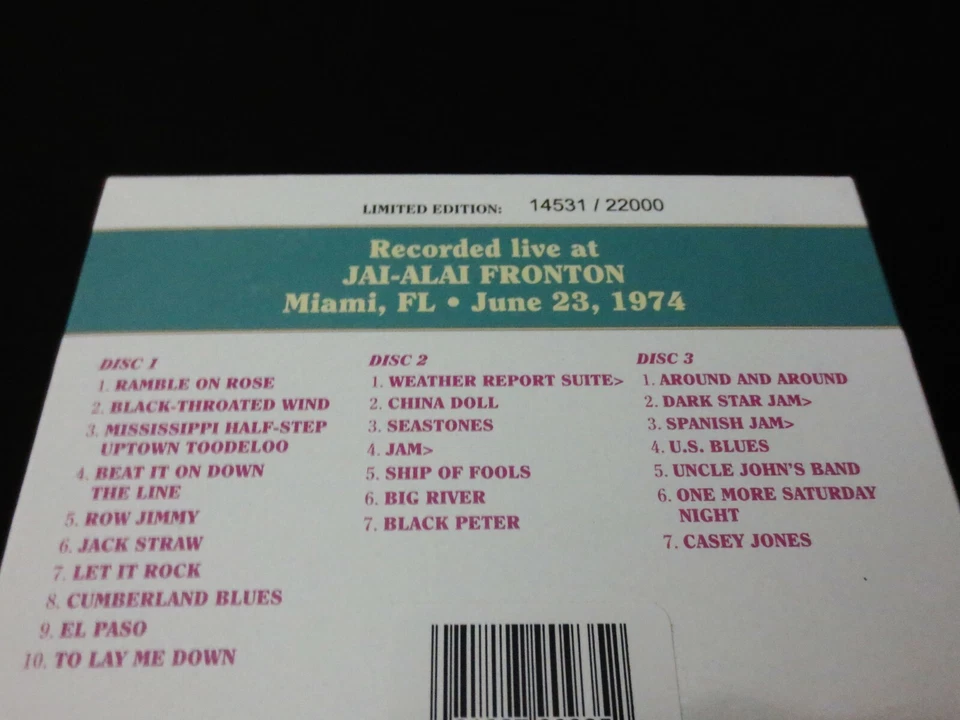 LIMITED EDITION: 14531 / 22000
Recorded live at
JAI-ALAI FRONTON
Miami, FL • June 23, 1974
DISC 1
1. RAMBLE ON ROSE
2. BLACK-THROATED WIND
3. MISSISSIPPI HALF-STEP
UPTOWN TOODELOO
4. BEAT IT ON DOWN
THE LINE
5. ROW JIMMY
6. JACK STRAW
7. LET IT ROCK
8. CUMBERLAND BLUES
9. EL PASO
10. TO LAY ME DOWN
DISC 2
1. WEATHER REPORT SUITE>
2. CHINA DOLL
3. SEASTONES
4. JAM>
5. SHIP OF FOOLS
6. BIG RIVER
7. BLACK PETER
DISC 3
1. AROUND AND AROUND
2. DARK STAR JAM>
3. SPANISH JAM>
4. U.S. BLUES
5. UNCLE JOHN'S BAND
6. ONE MORE SATURDAY
NIGHT
7. CASEY JONES